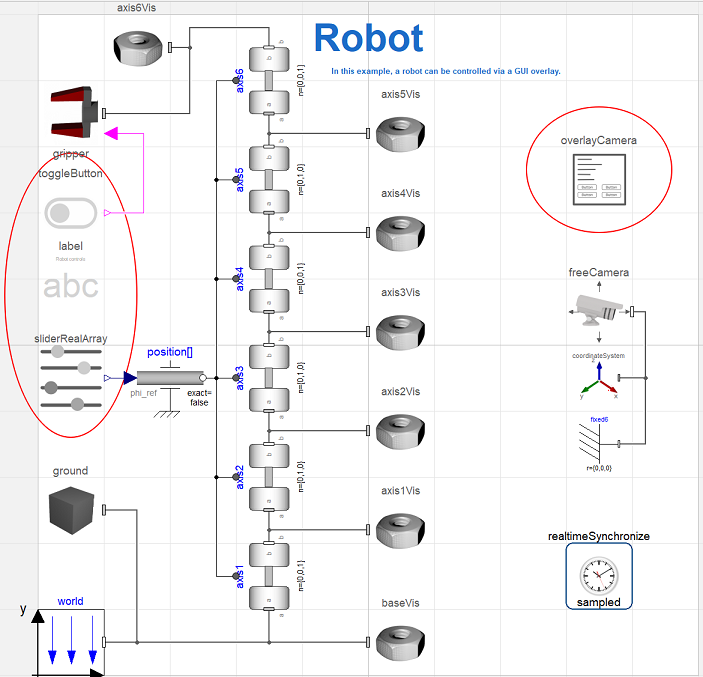 axis6Vis
Robot
In this example, a robot can be controlled via a GUI overlay.
axis6
n={0,0,1}
axis5Vis
gripper
toggleButton
axis5
n={0,1,0}
overlayCamera
Button
Button
Button
Button
axis4Vis
label
Robot controls
abc
axis4
n={0,0,1}
freeCamera
axis3Vis
sliderRealArray
position[]
phi_ref
exact=
false
axis3
n={0,1,0}
coordinateSystem
z
y
x
axis2Vis
fixed6
r={0,0,0}
ground
axis2
n={0,1,0}
axis1Vis
realtimeSynchronize
sampled
axis1
n={0,0,1}
world
y
baseVis